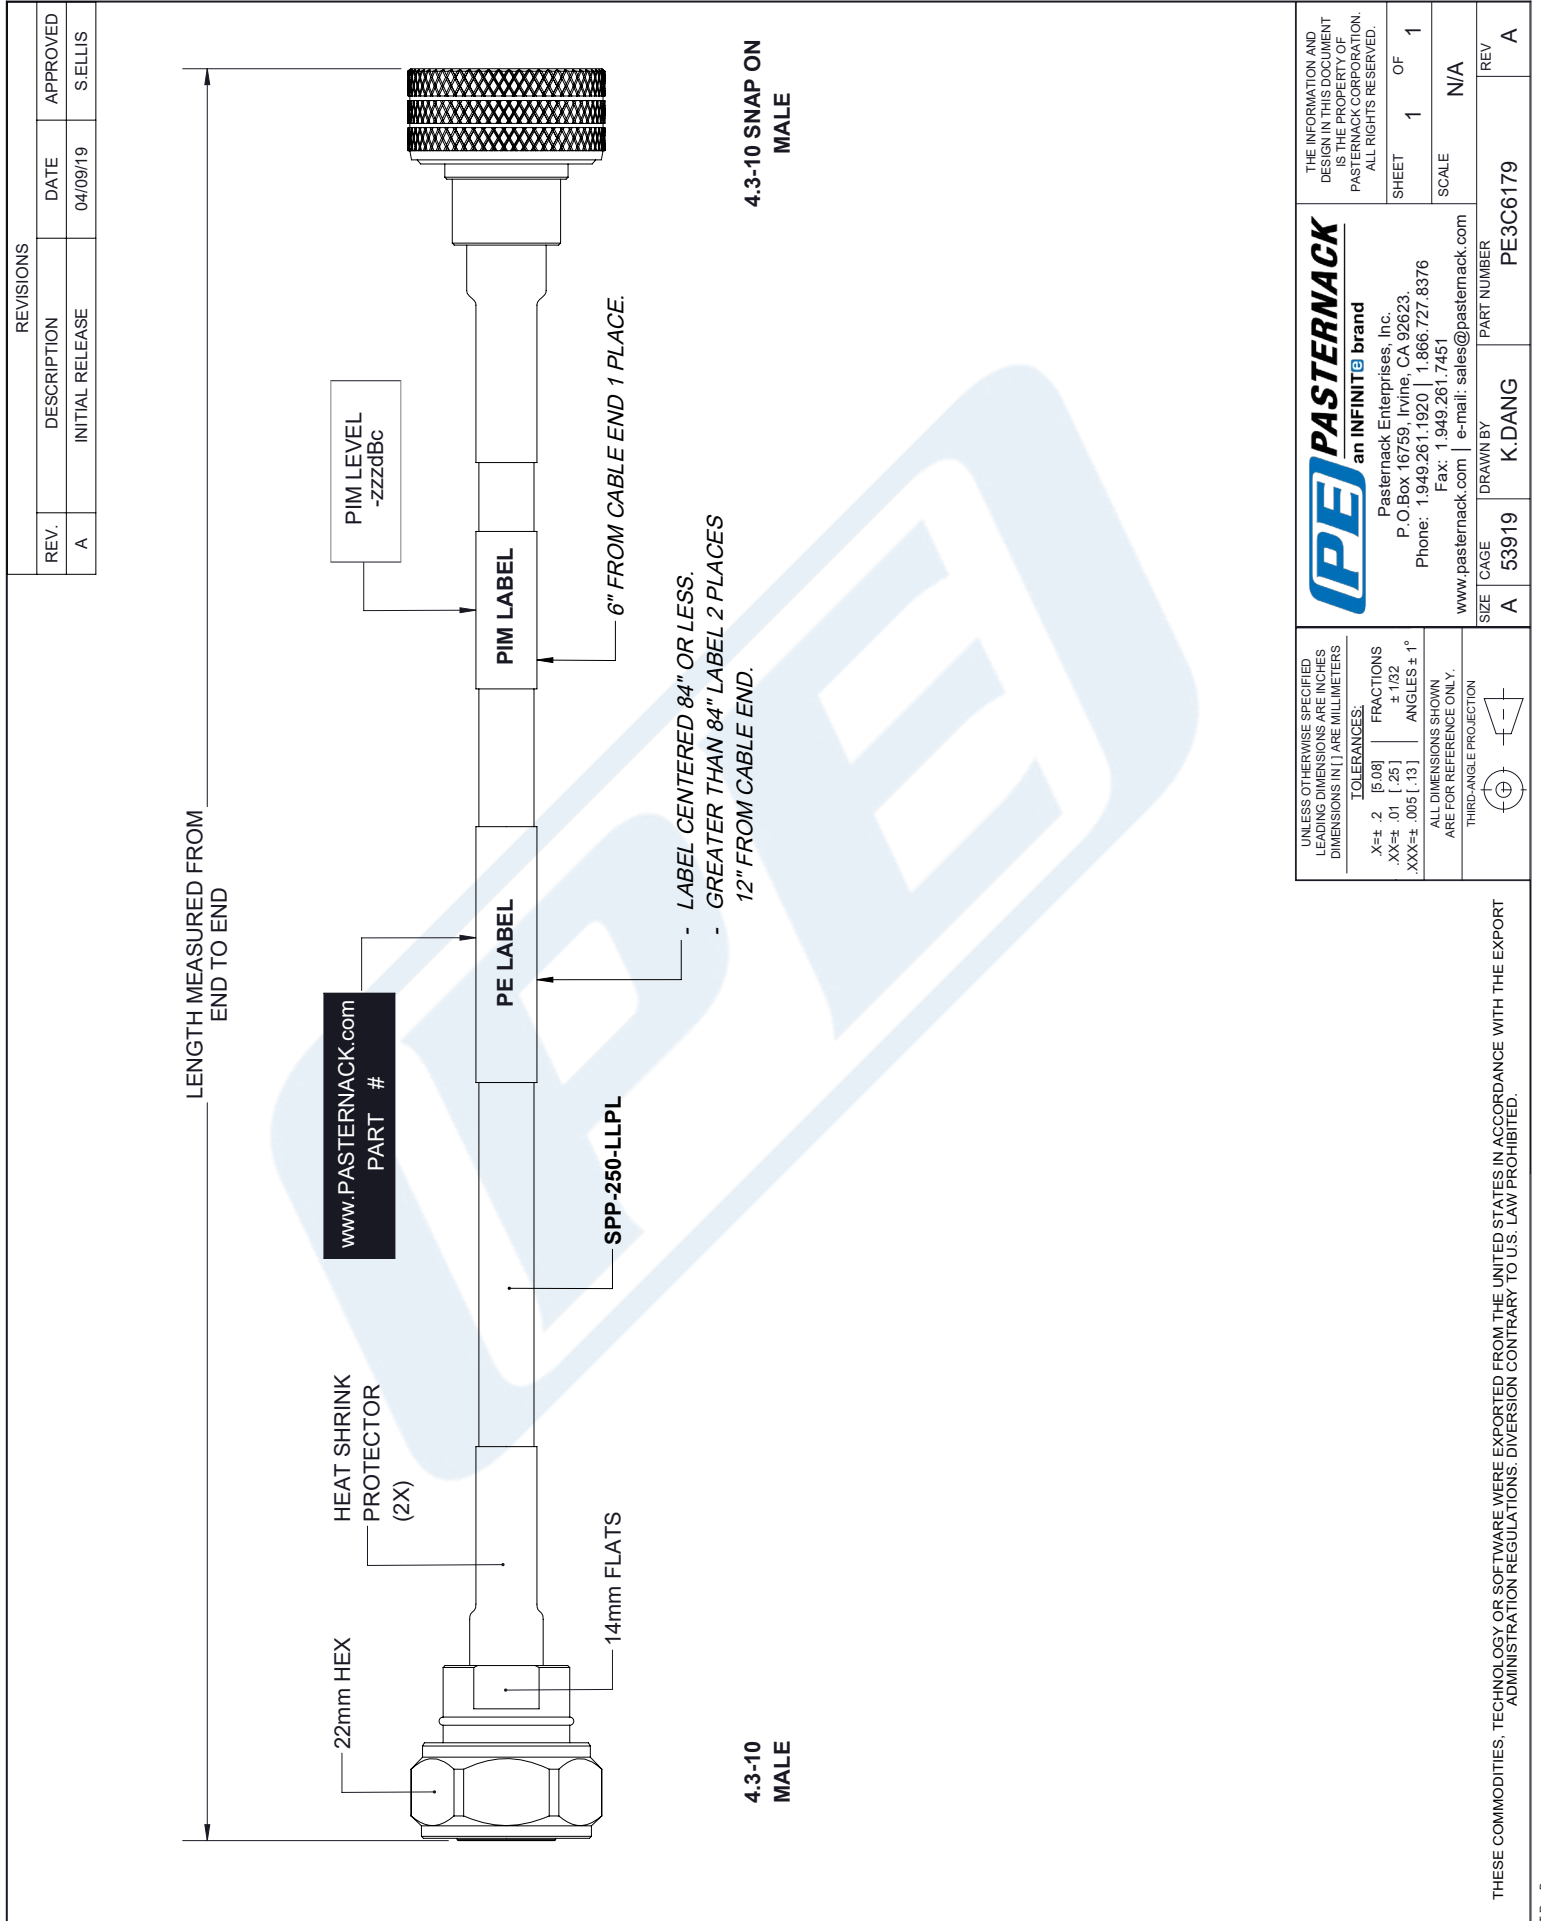 REVISIONS
REV. DESCRIPTION DATE APPROVED
A INITIAL RELEASE 04/09/19 S.ELLIS
LENGTH MEASURED FROM
END TO END
22mm HEX
HEAT SHRINK
PROTECTOR
(2X)
www.PASTERNACK.com
PART #
PIM LEVEL
-zzzdBc
PE LABEL
PIM LABEL
14mm FLATS
SPP-250-LLPL
6" FROM CABLE END 1 PLACE.
- LABEL CENTERED 84" OR LESS.
- GREATER THAN 84" LABEL 2 PLACES
12" FROM CABLE END.
4.3-10
MALE
4.3-10 SNAP ON
MALE
PE
UNLESS OTHERWISE SPECIFIED
LEADING DIMENSIONS ARE INCHES
DIMENSIONS IN [ ] ARE MILLIMETERS
TOLERANCES:
.X=± .2 [5.08] FRACTIONS
.XX=± .01 [.25] ± 1/32
.XXX=± .005 [.13] ANGLES ± 1°
ALL DIMENSIONS SHOWN
ARE FOR REFERENCE ONLY.
THIRD-ANGLE PROJECTION
PE PASTERNACK
an INFINITe brand
Pasternack Enterprises, Inc.
P.O.Box 16759, Irvine, CA 92623.
Phone: 1.949.261.1920 | 1.866.727.8376
Fax: 1.949.261.7451
www.pasternack.com | e-mail: sales@pasternack.com
THE INFORMATION AND
DESIGN IN THIS DOCUMENT
IS THE PROPERTY OF
PASTERNACK CORPORATION.
ALL RIGHTS RESERVED.
SHEET 1 OF 1
SCALE N/A
SIZE A
CAGE 53919
DRAWN BY K.DANG
PART NUMBER PE3C6179
REV A
THESE COMMODITIES, TECHNOLOGY OR SOFTWARE WERE EXPORTED FROM THE UNITED STATES IN ACCORDANCE WITH THE EXPORT
ADMINISTRATION REGULATIONS. DIVERSION CONTRARY TO U.S. LAW PROHIBITED.